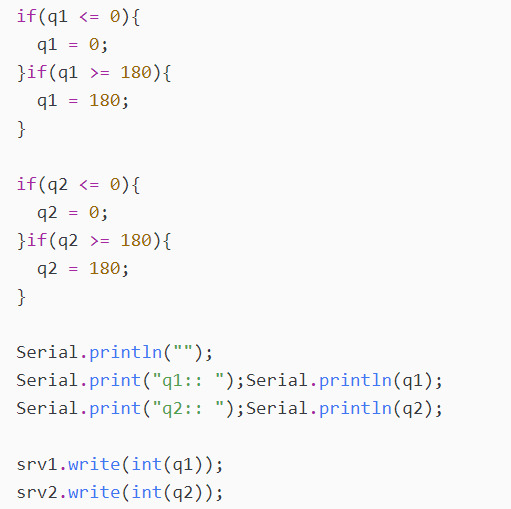 if(q1 <= 0){
  q1 = 0;
}if(q1 >= 180){
  q1 = 180;
}

if(q2 <= 0){
  q2 = 0;
}if(q2 >= 180){
  q2 = 180;
}

Serial.println("");
Serial.print("q1:: ");Serial.println(q1);
Serial.print("q2:: ");Serial.println(q2);

srv1.write(int(q1));
srv2.write(int(q2));